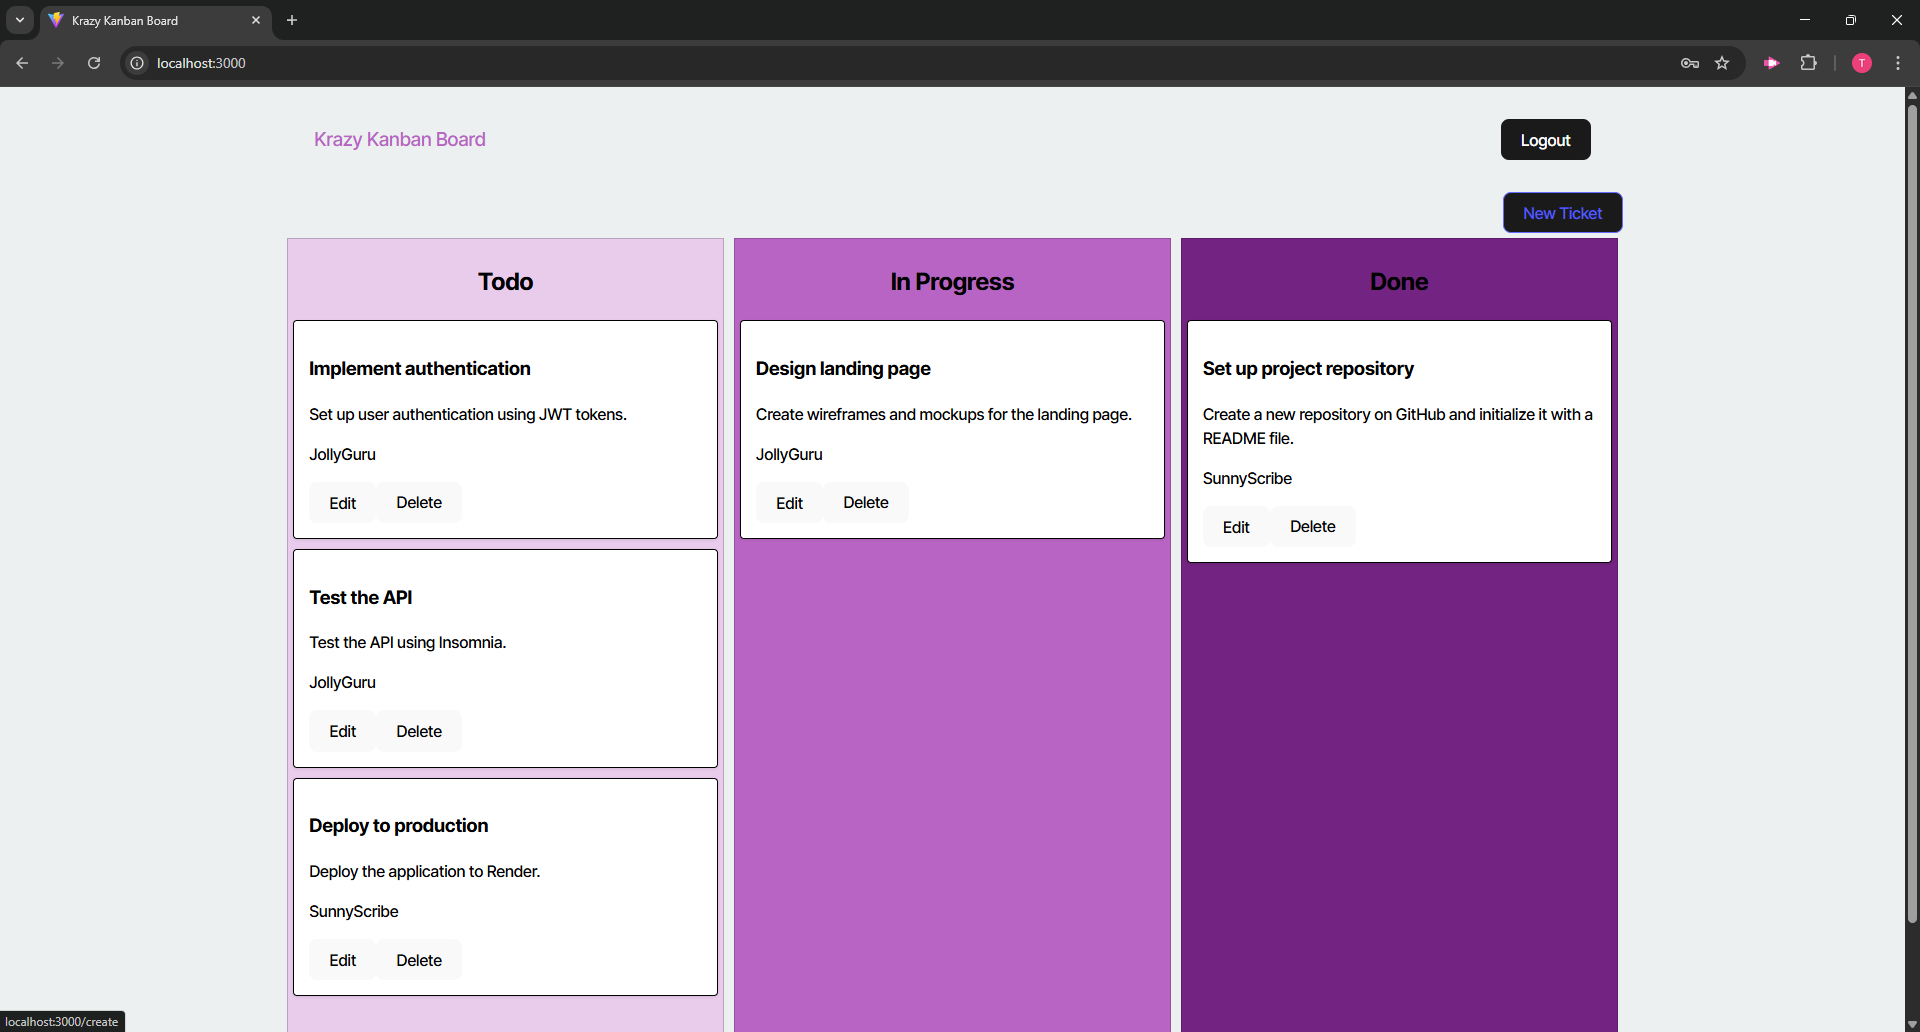 Krazy Kanban Board
localhost:3000
T
Krazy Kanban Board
Logout
New Ticket
Todo
Implement authentication
Set up user authentication using JWT tokens.
JollyGuru
Edit
Delete
Test the API
Test the API using Insomnia.
JollyGuru
Edit
Delete
Deploy to production
Deploy the application to Render.
SunnyScribe
Edit
Delete
In Progress
Design landing page
Create wireframes and mockups for the landing page.
JollyGuru
Edit
Delete
Done
Set up project repository
Create a new repository on GitHub and initialize it with a
README file.
SunnyScribe
Edit
Delete
localhost:3000/create